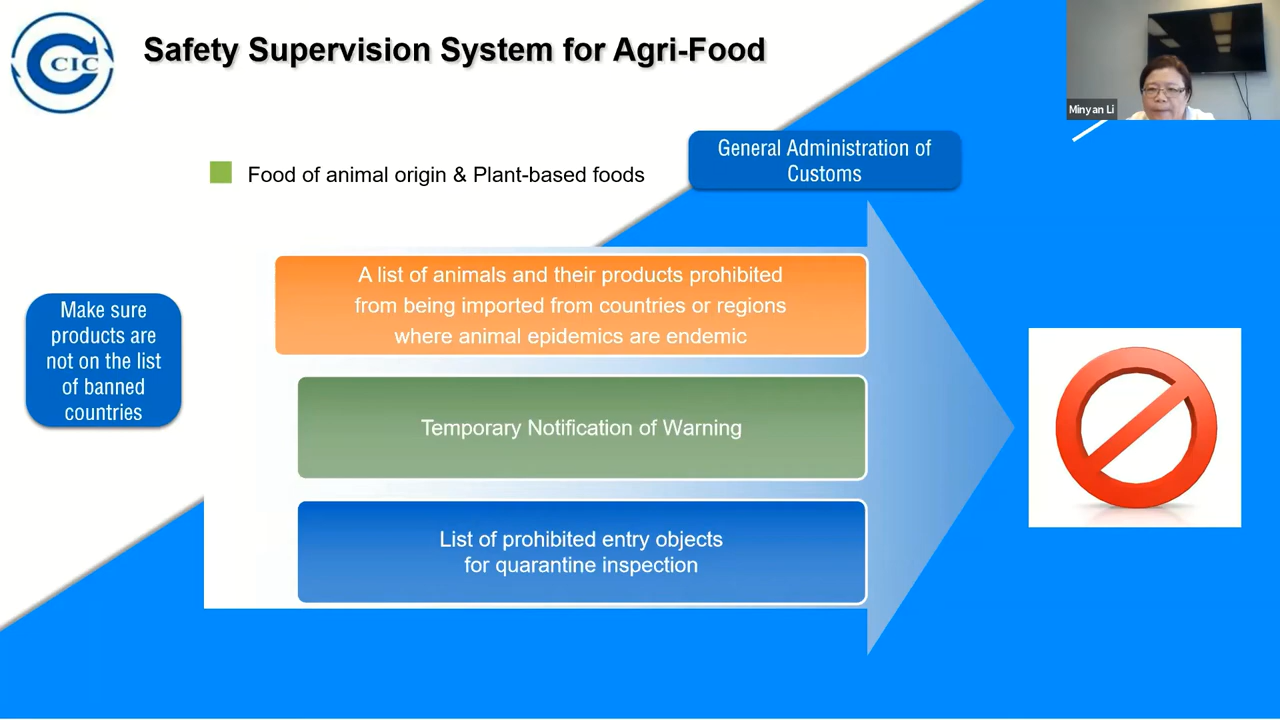 CCIC
Safety Supervision System for Agri-Food
Minyan Li
Food of animal origin & Plant-based foods
General Administration of
Customs
Make sure
products are
not on the list
of banned
countries
A list of animals and their products prohibited
from being imported from countries or regions
where animal epidemics are endemic
Temporary Notification of Warning
List of prohibited entry objects
for quarantine inspection